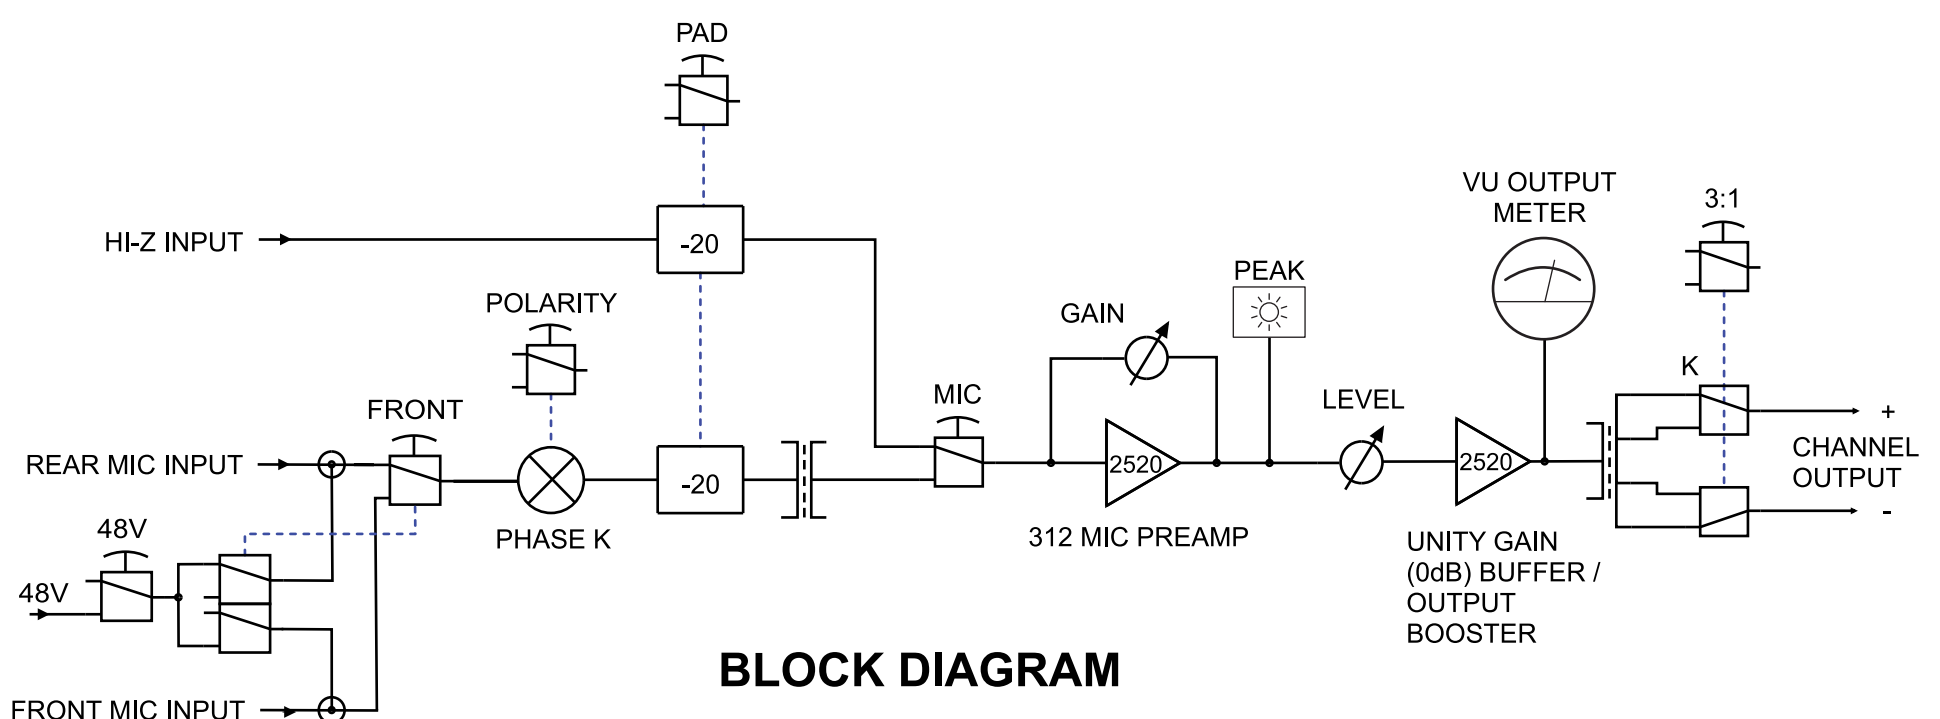 PAD
-20
HI-Z INPUT
POLARITY
PHASE K
FRONT
REAR MIC INPUT
-20
48V
48V
FRONT MIC INPUT
MIC
GAIN
2520
312 MIC PREAMP
PEAK
LEVEL
VU OUTPUT
METER
2520
UNITY GAIN
(0dB) BUFFER /
OUTPUT
BOOSTER
3:1
K
+
CHANNEL
OUTPUT
-
BLOCK DIAGRAM